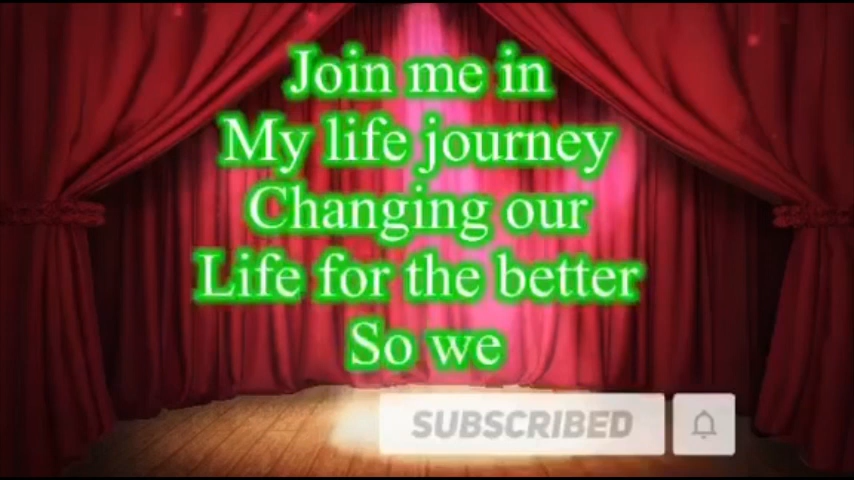 Join me in
My life journey
Changing our
Life for the better
So we
SUBSCRIBED